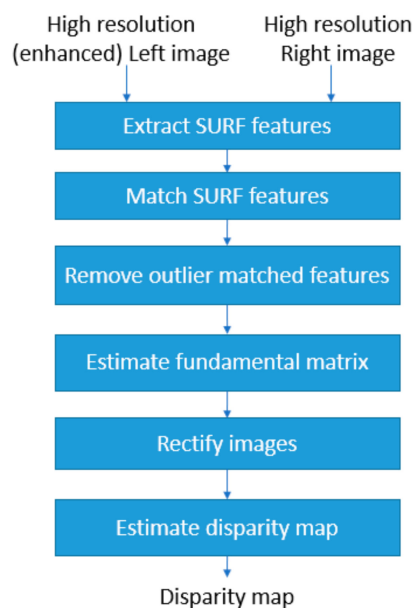 High resolution
(enhanced) Left image
High resolution
Right image
Extract SURF features
Match SURF features
Remove outlier matched features
Estimate fundamental matrix
Rectify images
Estimate disparity map
Disparity map